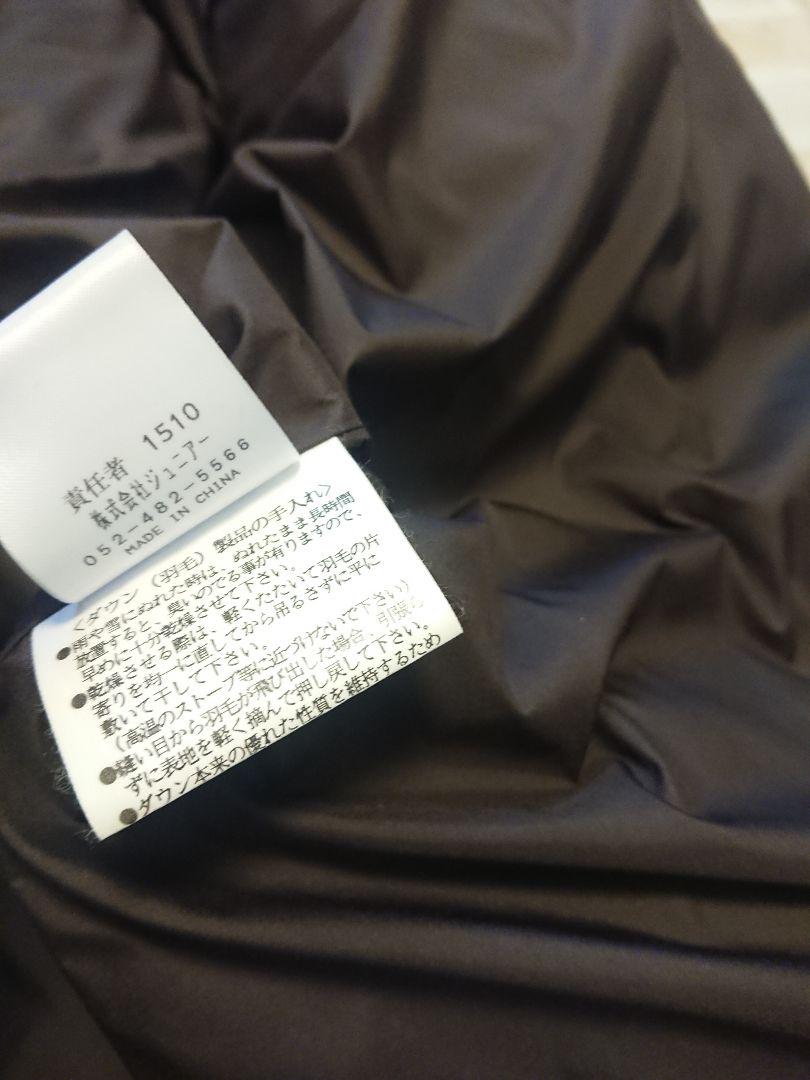 責任者 1510
株式会社ジュニアー
052-482-5566
MADE IN CHINA
〈ダウン（羽毛）製品の手入れ〉
●雨や雪にぬれた時は、ぬれたまま長時間
放置すると、臭いのでる事が有りますので、
早めに十分乾燥させて下さい。
●乾燥させる際は、軽くたたいて羽毛の片
寄りを均一に直してから吊るさずに平に
敷いて干して下さい。
（高温のストーブ等に近づけないで下さい）
●縫い目から羽毛が飛び出した場合、引張ら
ずに表地を軽く摘んで押し戻して下さい。
●ダウン本来の優れた性質を維持するため